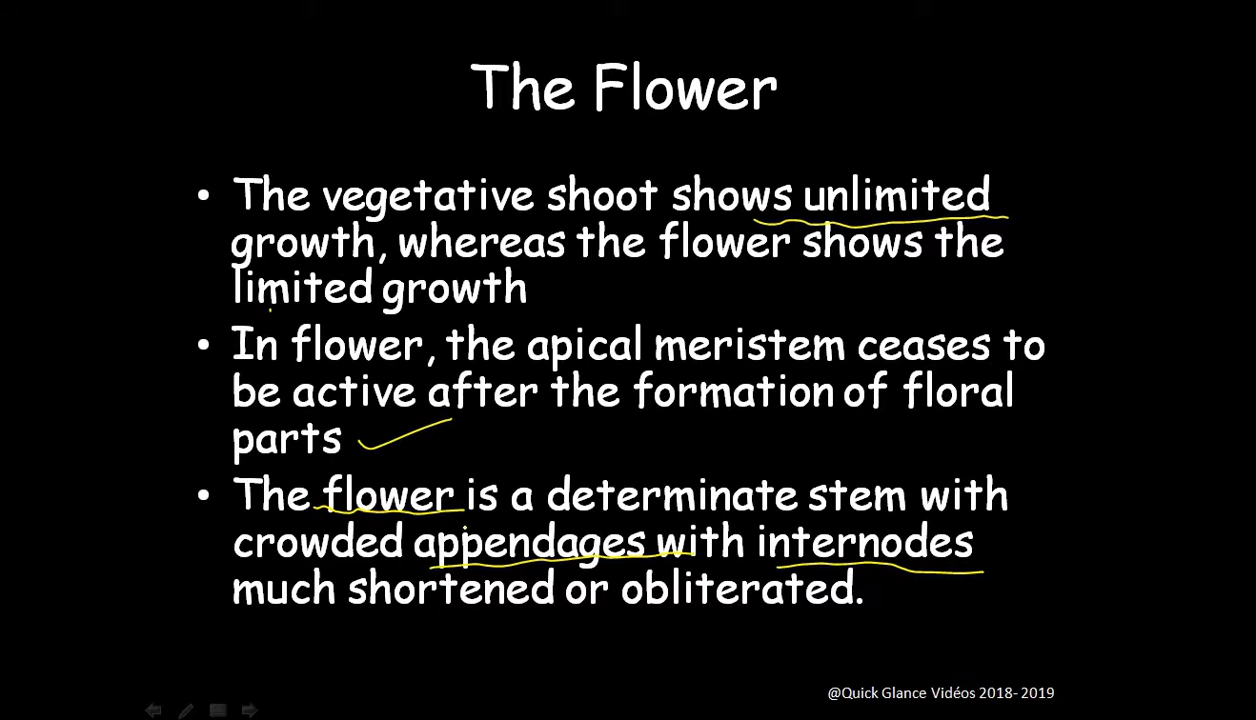 The Flower
• The vegetative shoot shows unlimited
growth, whereas the flower shows the
limited growth
• In flower, the apical meristem ceases to
be active after the formation of floral
parts
• The flower is a determinate stem with
crowded appendages with internodes
much shortened or obliterated.
@Quick Glance Vidéos 2018- 2019